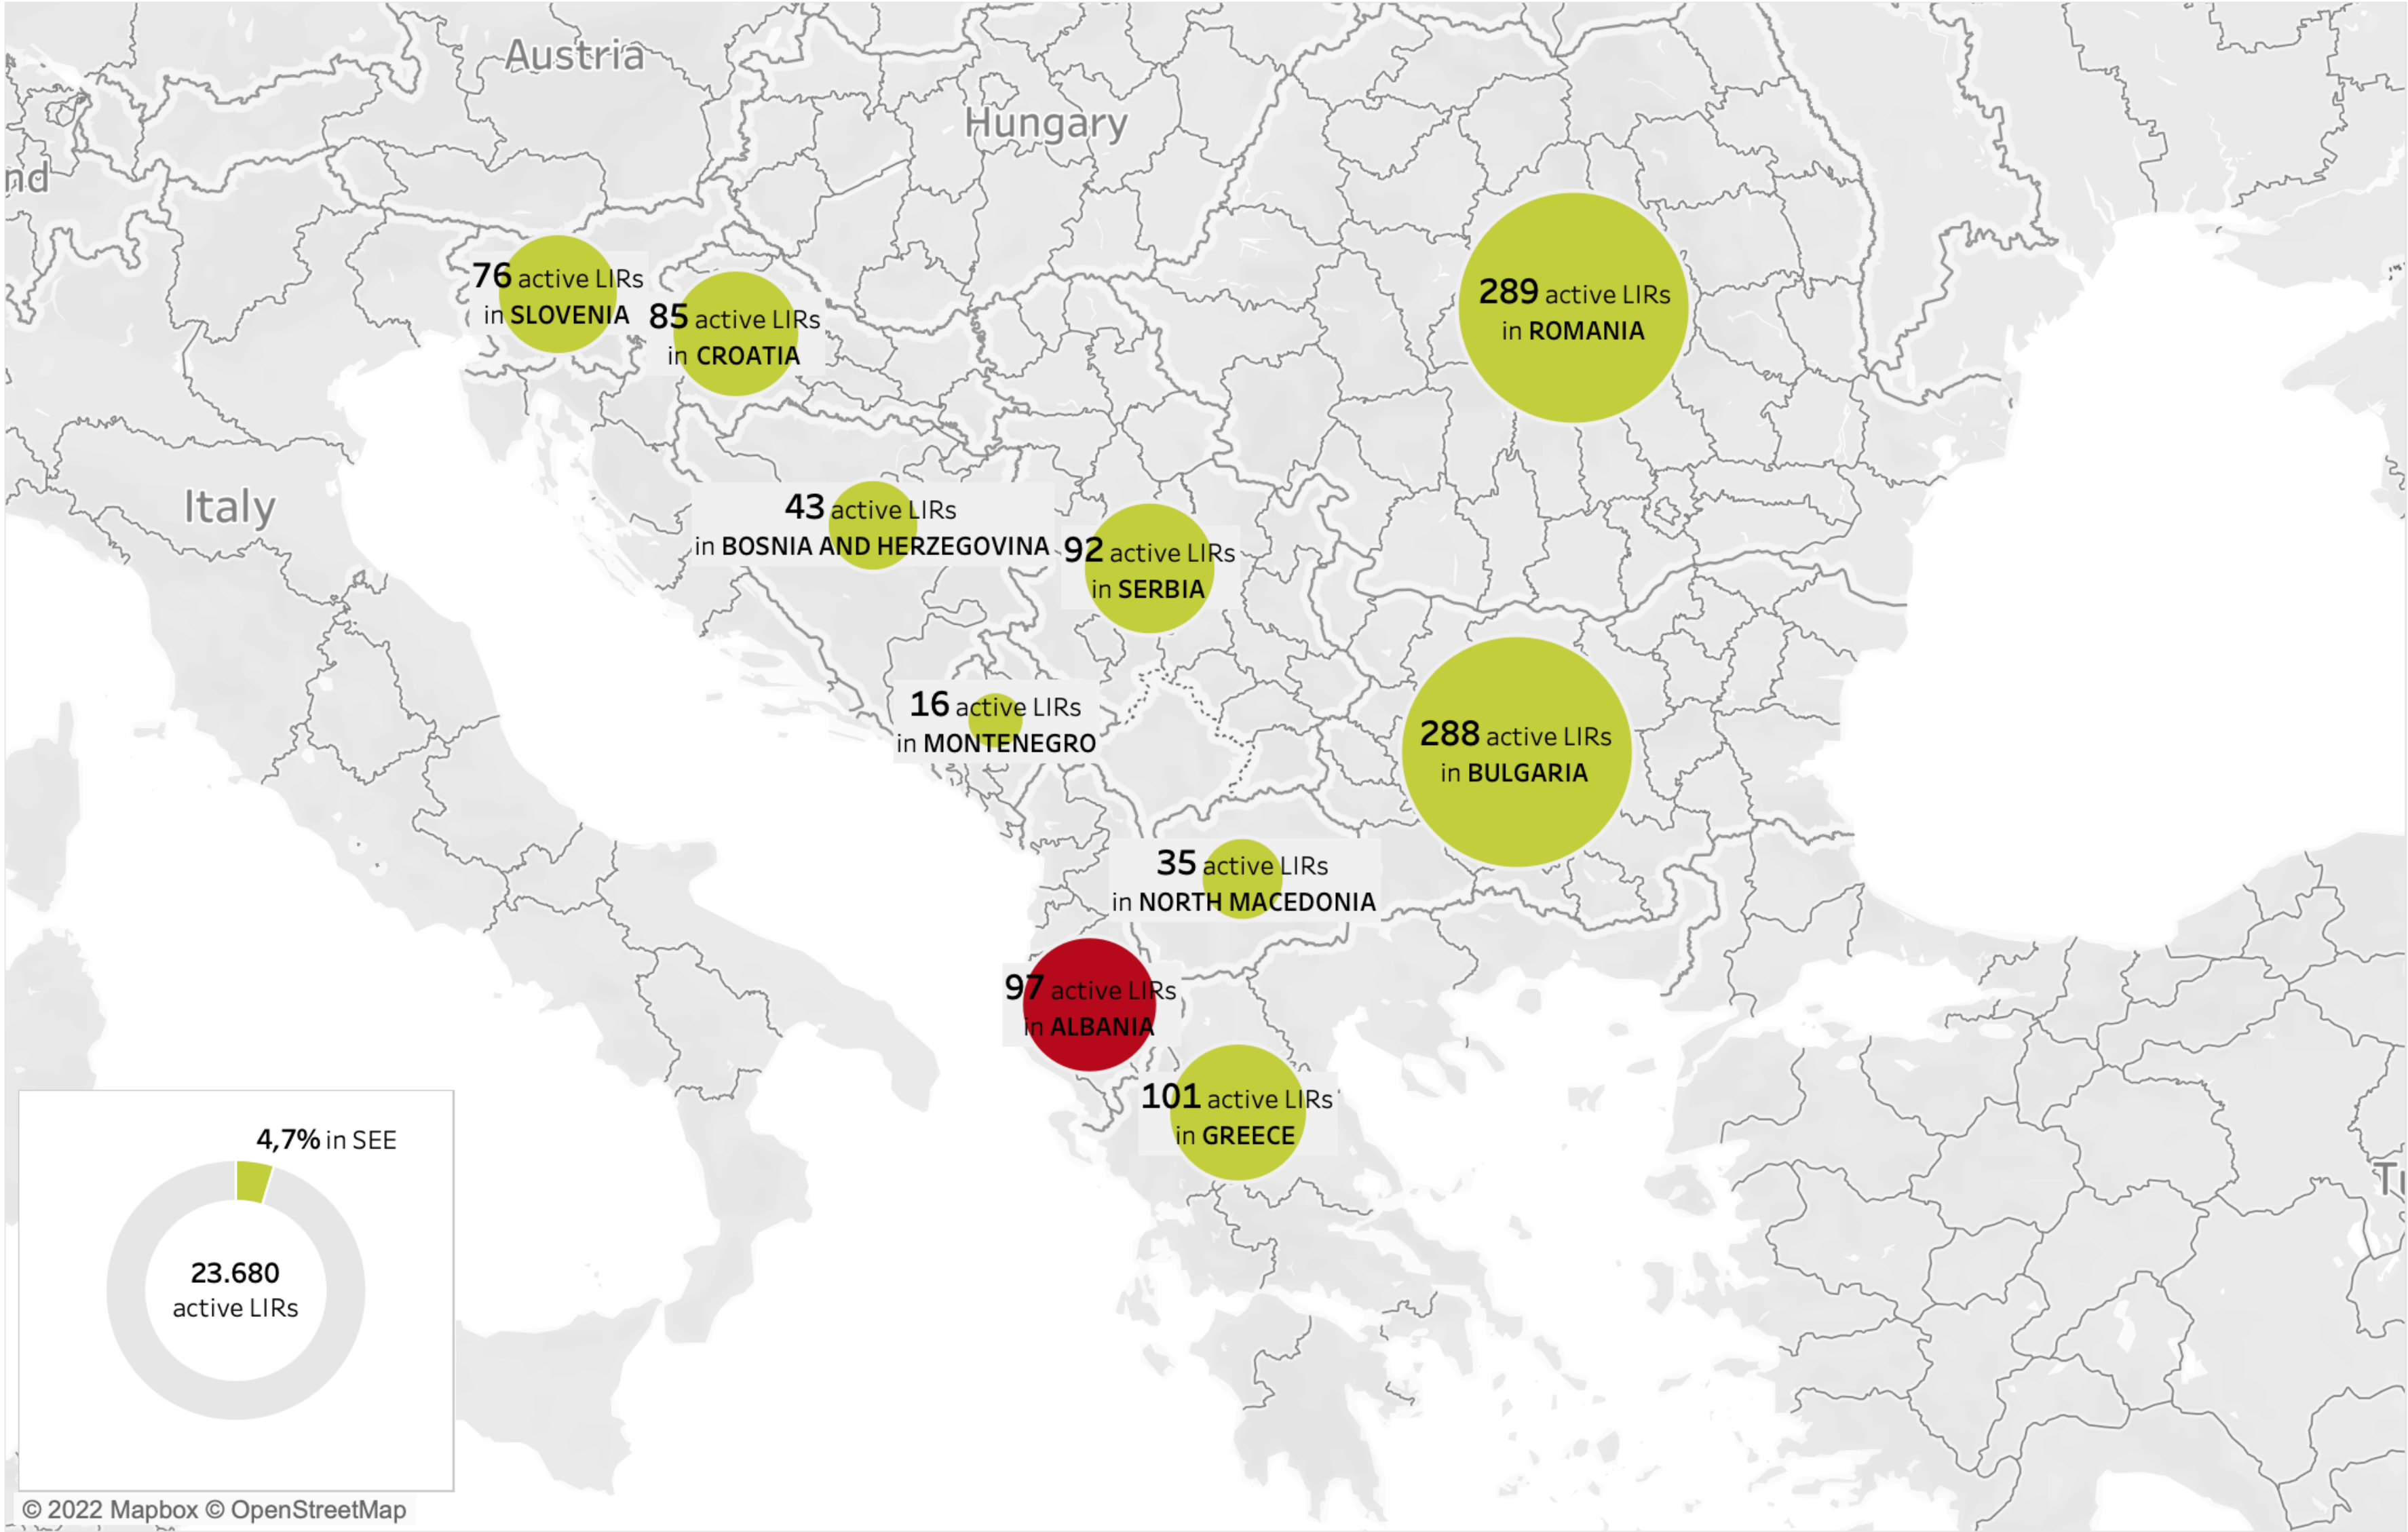 Austria
Hungary
nd
76 active LIRs
in SLOVENIA
85 active LIRs
in CROATIA
289 active LIRs
in ROMANIA
Italy
43 active LIRs
in BOSNIA AND HERZEGOVINA
92 active LIRs
in SERBIA
16 active LIRs
in MONTENEGRO
288 active LIRs
in BULGARIA
35 active LIRs
in NORTH MACEDONIA
97 active LIRs
in ALBANIA
101 active LIRs
in GREECE
4,7% in SEE
23.680
active LIRs
© 2022 Mapbox © OpenStreetMap